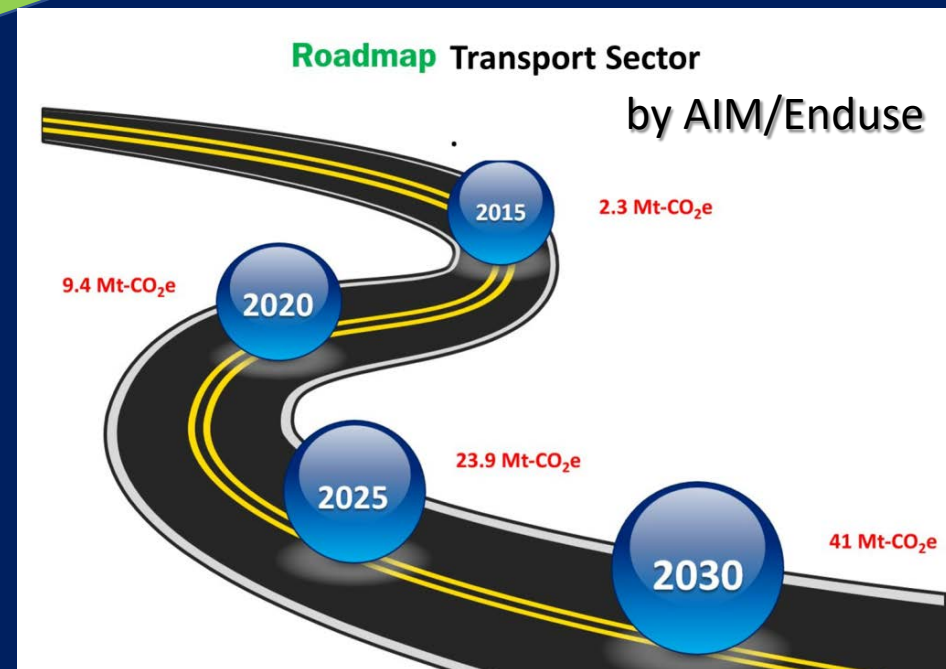 Roadmap Transport Sector
by AIM/Enduse
.
2015
2.3 Mt-CO₂e
9.4 Mt-CO₂e
2020
23.9 Mt-CO₂e
2025
41 Mt-CO₂e
2030